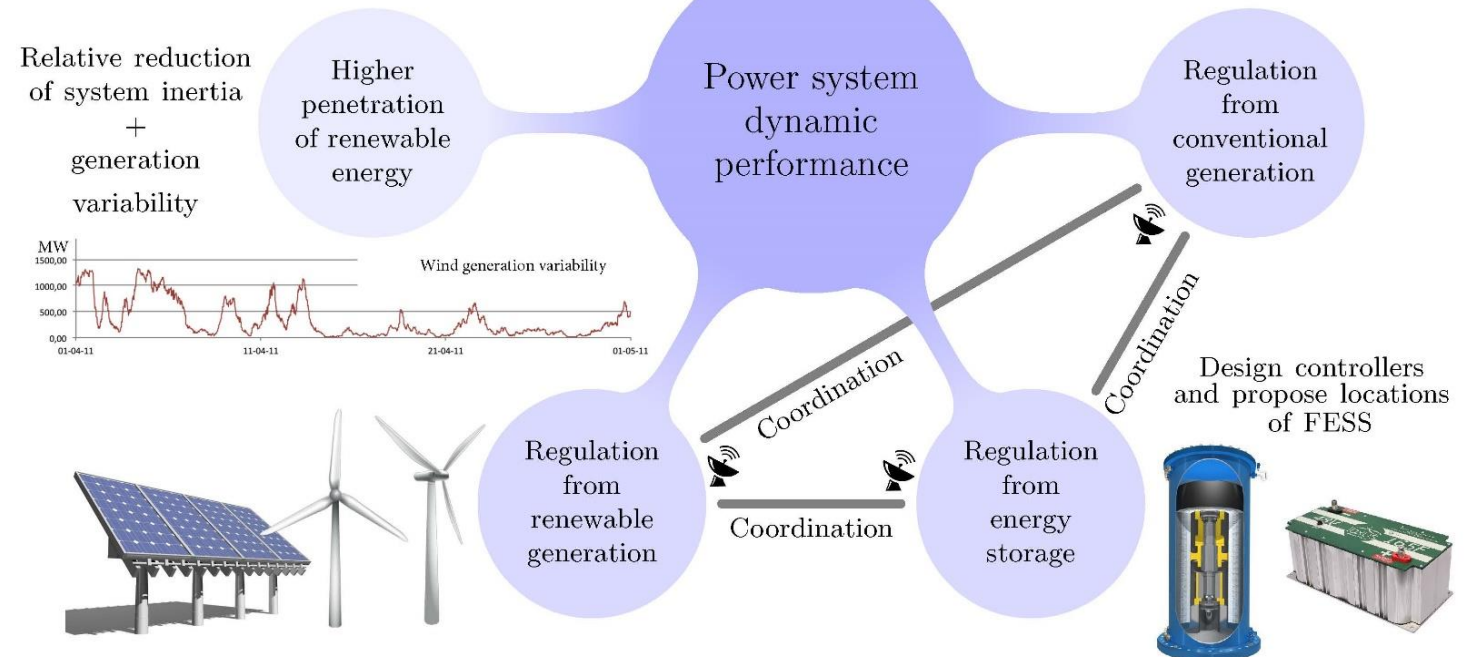 Relative reduction
of system inertia
+
generation
variability
Higher
penetration
of renewable
energy
Power system
dynamic
performance
Regulation
from
conventional
generation
MW
1500,00
1000,00
500,00
0,00
Wind generation variability
01-04-11
11-04-11
21-04-11
01-05-11
Coordination
Coordination
Design controllers
and propose locations
of FESS
Regulation
from
renewable
generation
Coordination
Regulation
from
energy
storage